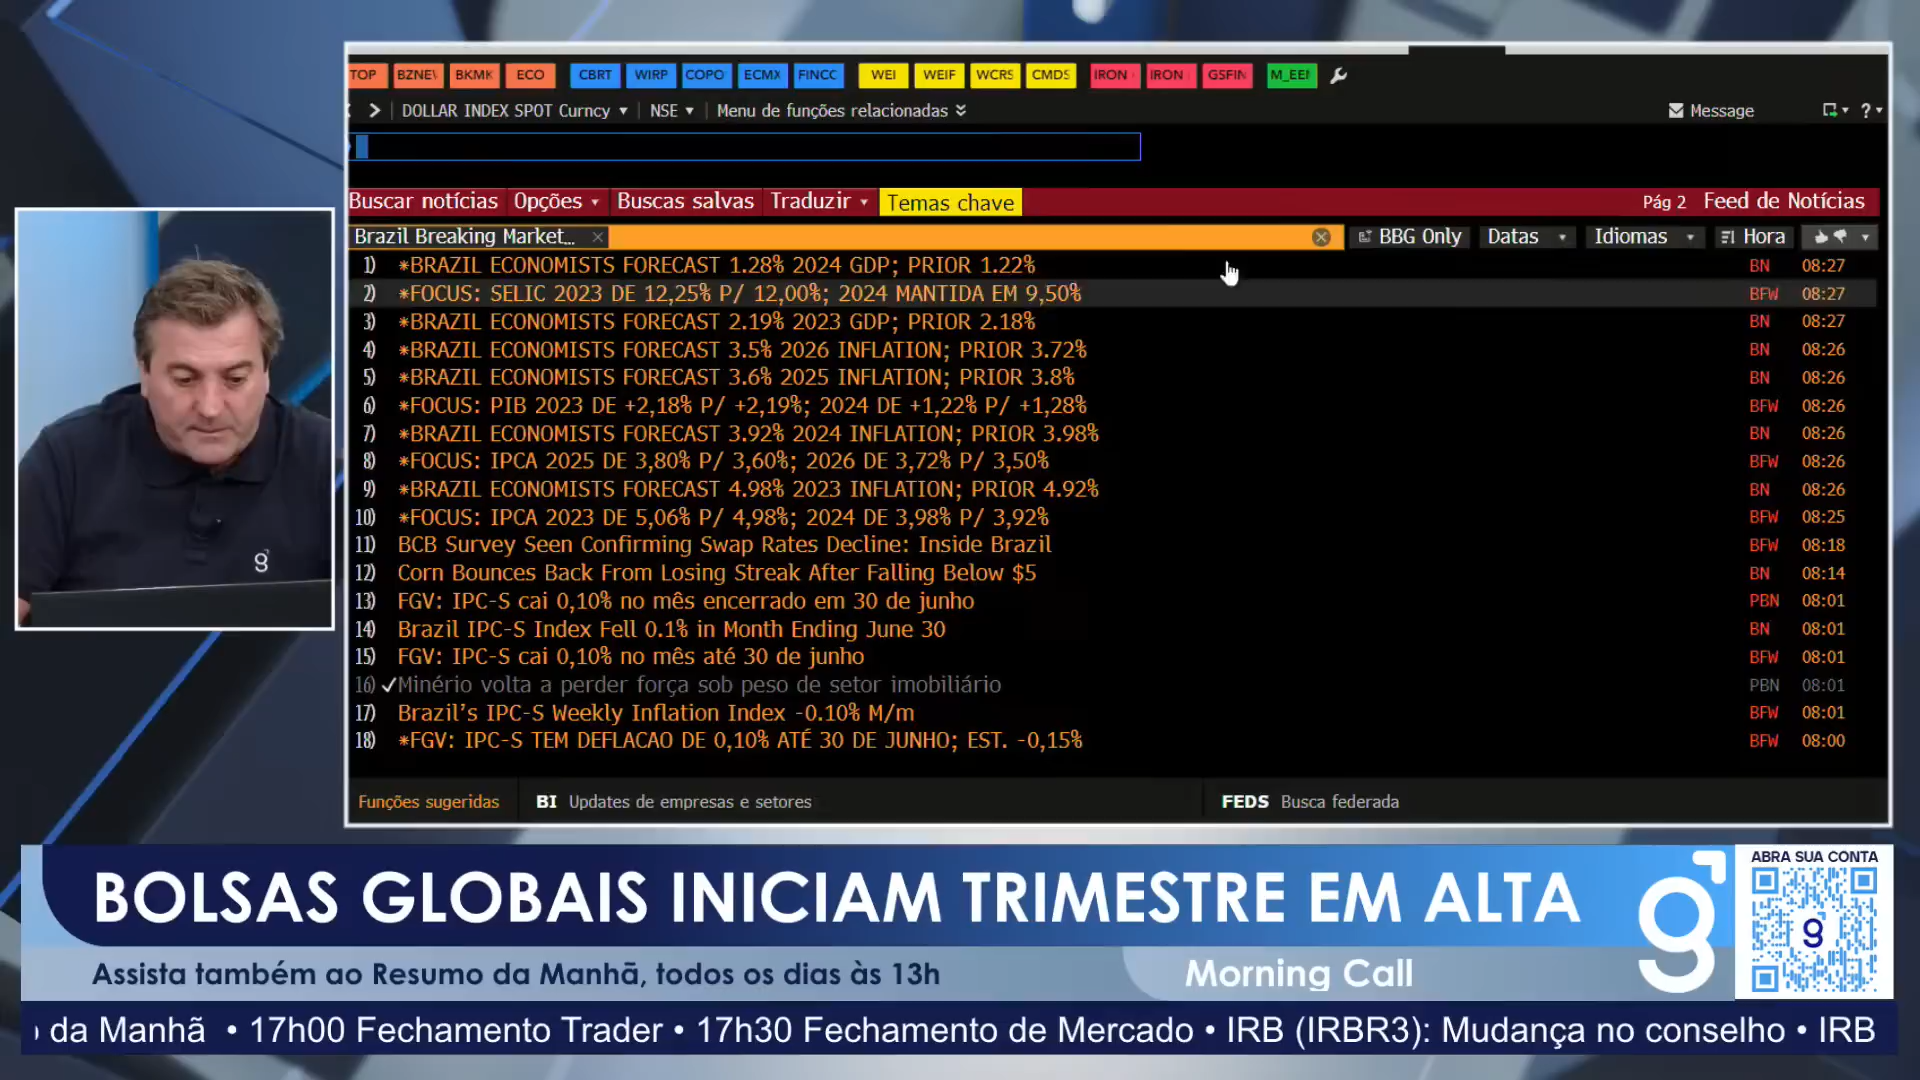 TOP BZNEV BKMK ECO CBRT WIRP COPO ECMX FINCC WEI WEIF WCRS CMDS IRON IRON GSFIN M_EEF
DOLLAR INDEX SPOT Curncy NSE Menu de funções relacionadas Message ?
Buscar notícias Opções Buscas salvas Traduzir Temas chave Pág 2 Feed de Notícias
Brazil Breaking Market... × BBG Only Datas Idiomas Hora
1) *BRAZIL ECONOMISTS FORECAST 1.28% 2024 GDP; PRIOR 1.22% BN 08:27
2) *FOCUS: SELIC 2023 DE 12,25% P/ 12,00%; 2024 MANTIDA EM 9,50% BFW 08:27
3) *BRAZIL ECONOMISTS FORECAST 2.19% 2023 GDP; PRIOR 2.18% BN 08:27
4) *BRAZIL ECONOMISTS FORECAST 3.5% 2026 INFLATION; PRIOR 3.72% BN 08:26
5) *BRAZIL ECONOMISTS FORECAST 3.6% 2025 INFLATION; PRIOR 3.8% BN 08:26
6) *FOCUS: PIB 2023 DE +2,18% P/ +2,19%; 2024 DE +1,22% P/ +1,28% BFW 08:26
7) *BRAZIL ECONOMISTS FORECAST 3.92% 2024 INFLATION; PRIOR 3.98% BN 08:26
8) *FOCUS: IPCA 2025 DE 3,80% P/ 3,60%; 2026 DE 3,72% P/ 3,50% BFW 08:26
9) *BRAZIL ECONOMISTS FORECAST 4.98% 2023 INFLATION; PRIOR 4.92% BN 08:26
10) *FOCUS: IPCA 2023 DE 5,06% P/ 4,98%; 2024 DE 3,98% P/ 3,92% BFW 08:25
11) BCB Survey Seen Confirming Swap Rates Decline: Inside Brazil BFW 08:18
12) Corn Bounces Back From Losing Streak After Falling Below $5 BN 08:14
13) FGV: IPC-S cai 0,10% no mês encerrado em 30 de junho PBN 08:01
14) Brazil IPC-S Index Fell 0.1% in Month Ending June 30 BN 08:01
15) FGV: IPC-S cai 0,10% no mês até 30 de junho BFW 08:01
16) ✓Minério volta a perder força sob peso de setor imobiliário PBN 08:01
17) Brazil's IPC-S Weekly Inflation Index -0.10% M/m BFW 08:01
18) *FGV: IPC-S TEM DEFLACAO DE 0,10% ATÉ 30 DE JUNHO; EST. -0,15% BFW 08:00
Funções sugeridas BI Updates de empresas e setores FEDS Busca federada
BOLSAS GLOBAIS INICIAM TRIMESTRE EM ALTA
ABRA SUA CONTA
Assista também ao Resumo da Manhã, todos os dias às 13h
Morning Call
da Manhã • 17h00 Fechamento Trader • 17h30 Fechamento de Mercado • IRB (IRBR3): Mudança no conselho • IRB